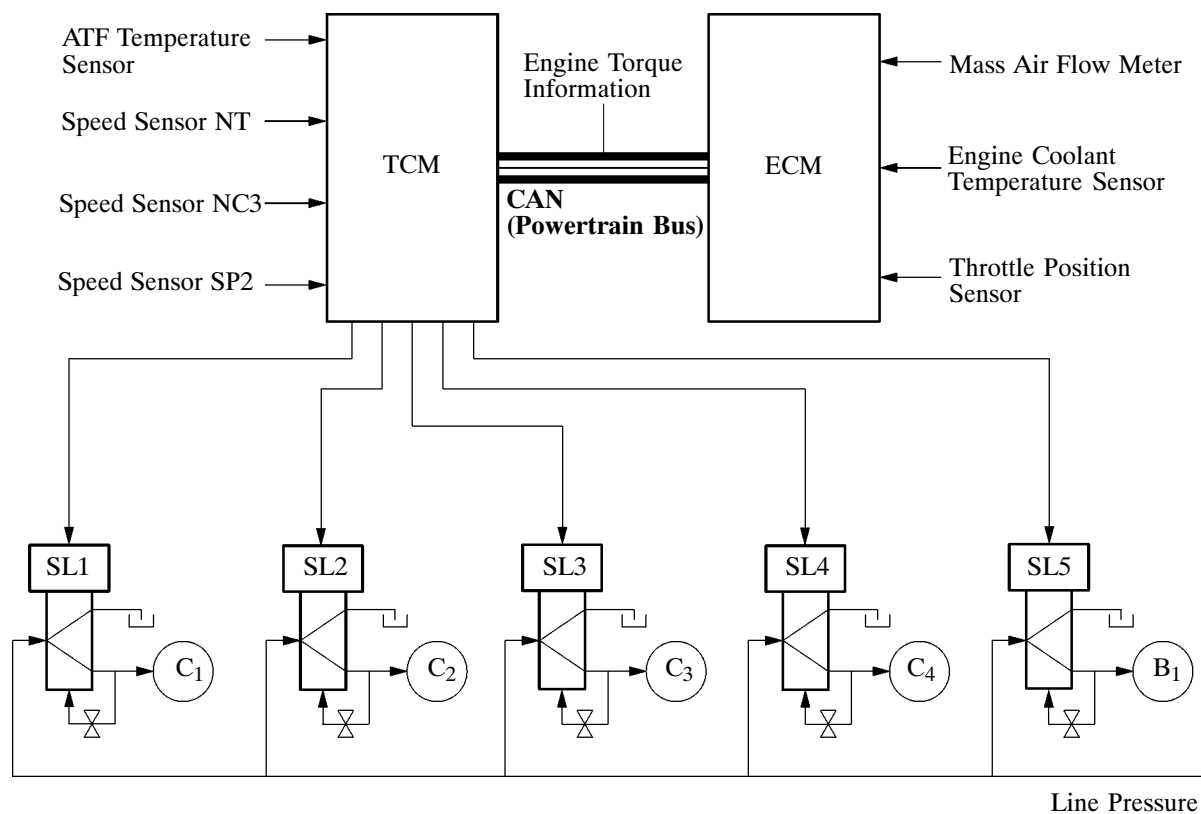 ATF Temperature
Sensor
Speed Sensor NT
Speed Sensor NC3
Speed Sensor SP2
TCM
Engine Torque
Information
CAN
(Powertrain Bus)
ECM
Mass Air Flow Meter
Engine Coolant
Temperature Sensor
Throttle Position
Sensor
SL1
SL2
SL3
SL4
SL5
C1
C2
C3
C4
B1
Line Pressure